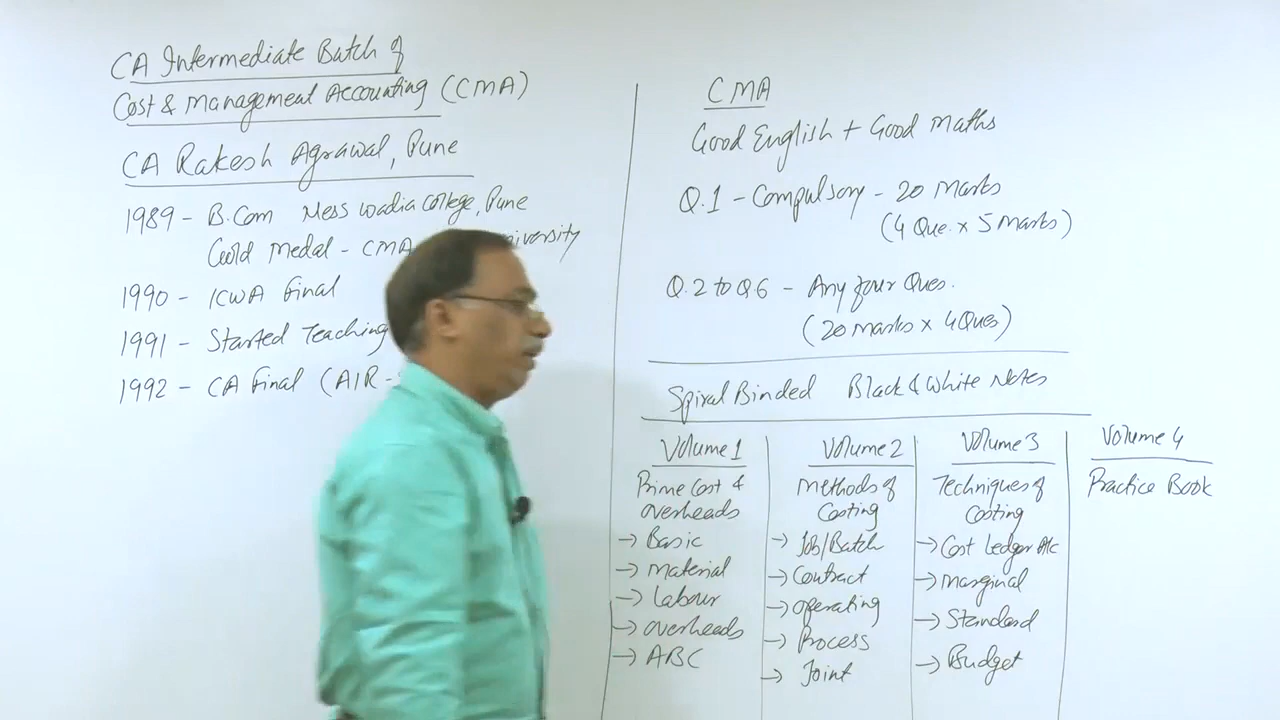 CA Intermediate Batch of
Cost & Management Accounting (CMA)
CA Rakesh Agrawal, Pune
1989 - B.Com Ness Wadia College, Pune
Gold Medal - CMA
1990 - ICWA Final
1991 - Started Teaching
1992 - CA Final (AIR -
CMA
Good English + Good Maths
Q.1 - Compulsory - 20 Marks
(4 Que. x 5 Marks)
Q.2 to Q.6 - Any four Ques.
(20 marks x 4 Ques)
Spiral Binded Black & White Notes
Volume 1
Prime Cost &
overheads
→ Basic
→ Material
→ Labour
→ overheads
→ ABC
Volume 2
Methods of
Costing
→ Job/Batch
→ Contract
→ Operating
→ Process
→ Joint
Volume 3
Techniques of
Costing
→ Cost Ledger A/c
→ Marginal
→ Standard
→ Budget
Volume 4
Practice Book